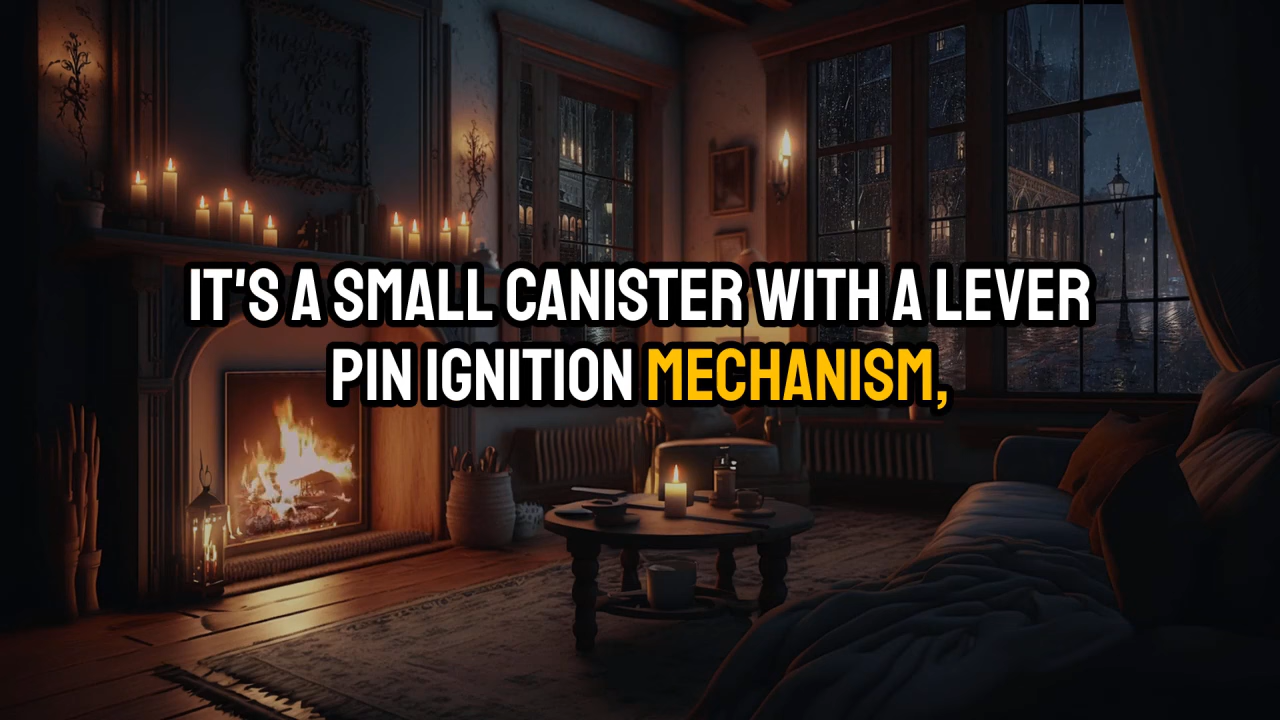 IT'S A SMALL CANISTER WITH A LEVER
PIN IGNITION MECHANISM,